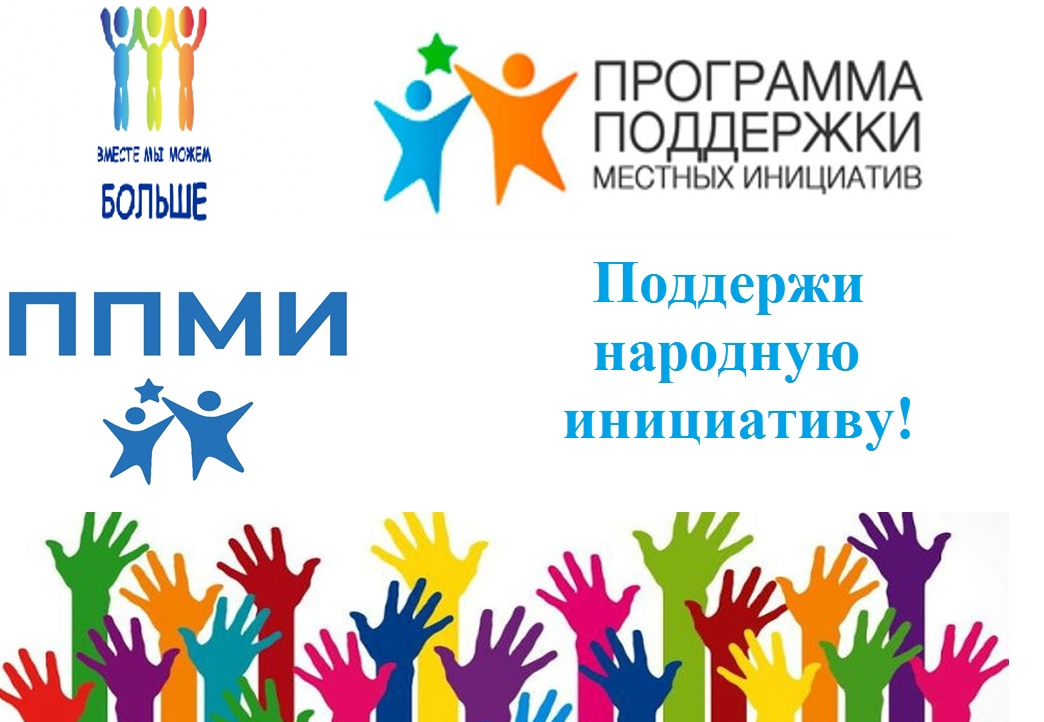 ВМЕСТЕ МЫ МОЖЕМ
БОЛЬШЕ
ПРОГРАММА
ПОДДЕРЖКИ
МЕСТНЫХ ИНИЦИАТИВ
ППМИ
Поддержи
народную
инициативу!